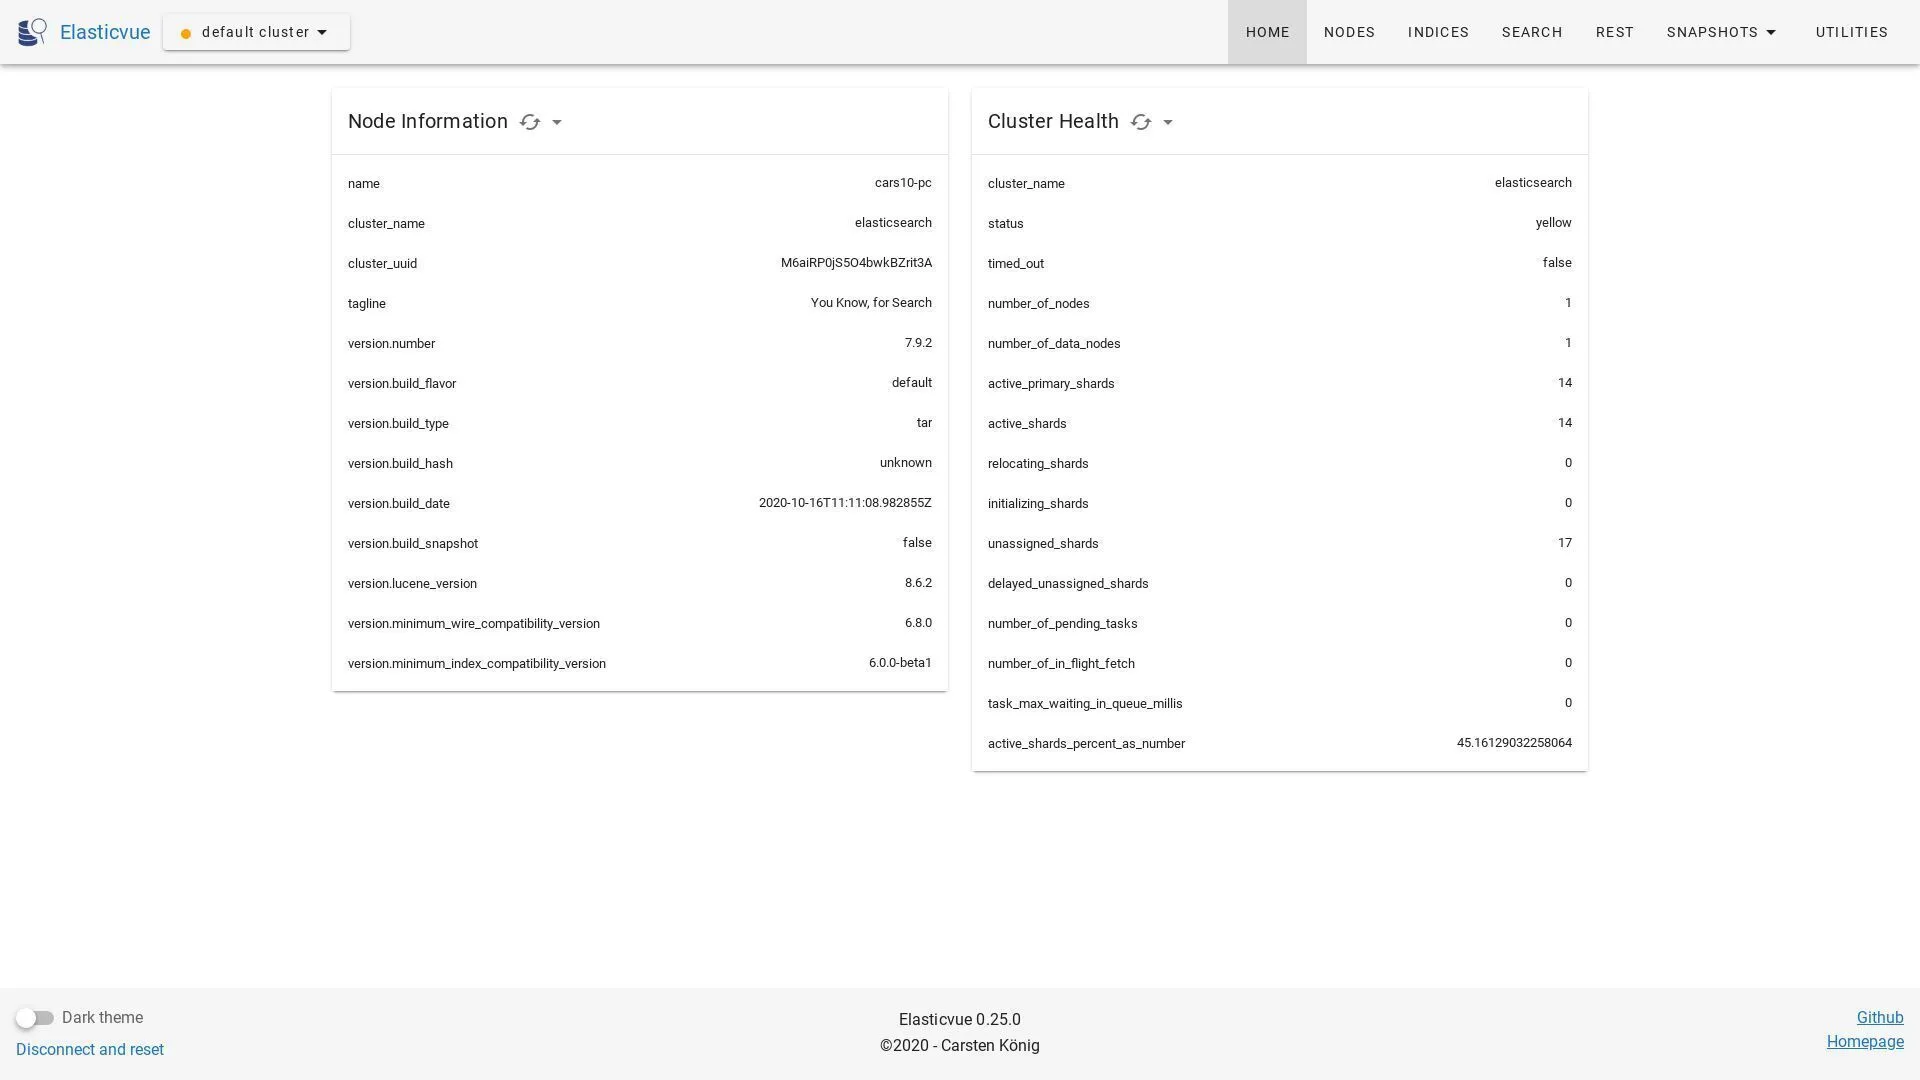 Elasticvue
default cluster
HOME
NODES
INDICES
SEARCH
REST
SNAPSHOTS
UTILITIES
Node Information
name cars10-pc
cluster_name elasticsearch
cluster_uuid M6aiRP0jS5O4bwkBZrit3A
tagline You Know, for Search
version.number 7.9.2
version.build_flavor default
version.build_type tar
version.build_hash unknown
version.build_date 2020-10-16T11:11:08.982855Z
version.build_snapshot false
version.lucene_version 8.6.2
version.minimum_wire_compatibility_version 6.8.0
version.minimum_index_compatibility_version 6.0.0-beta1
Cluster Health
cluster_name elasticsearch
status yellow
timed_out false
number_of_nodes 1
number_of_data_nodes 1
active_primary_shards 14
active_shards 14
relocating_shards 0
initializing_shards 0
unassigned_shards 17
delayed_unassigned_shards 0
number_of_pending_tasks 0
number_of_in_flight_fetch 0
task_max_waiting_in_queue_millis 0
active_shards_percent_as_number 45.16129032258064
Dark theme
Disconnect and reset
Elasticvue 0.25.0
©2020 - Carsten König
Github
Homepage